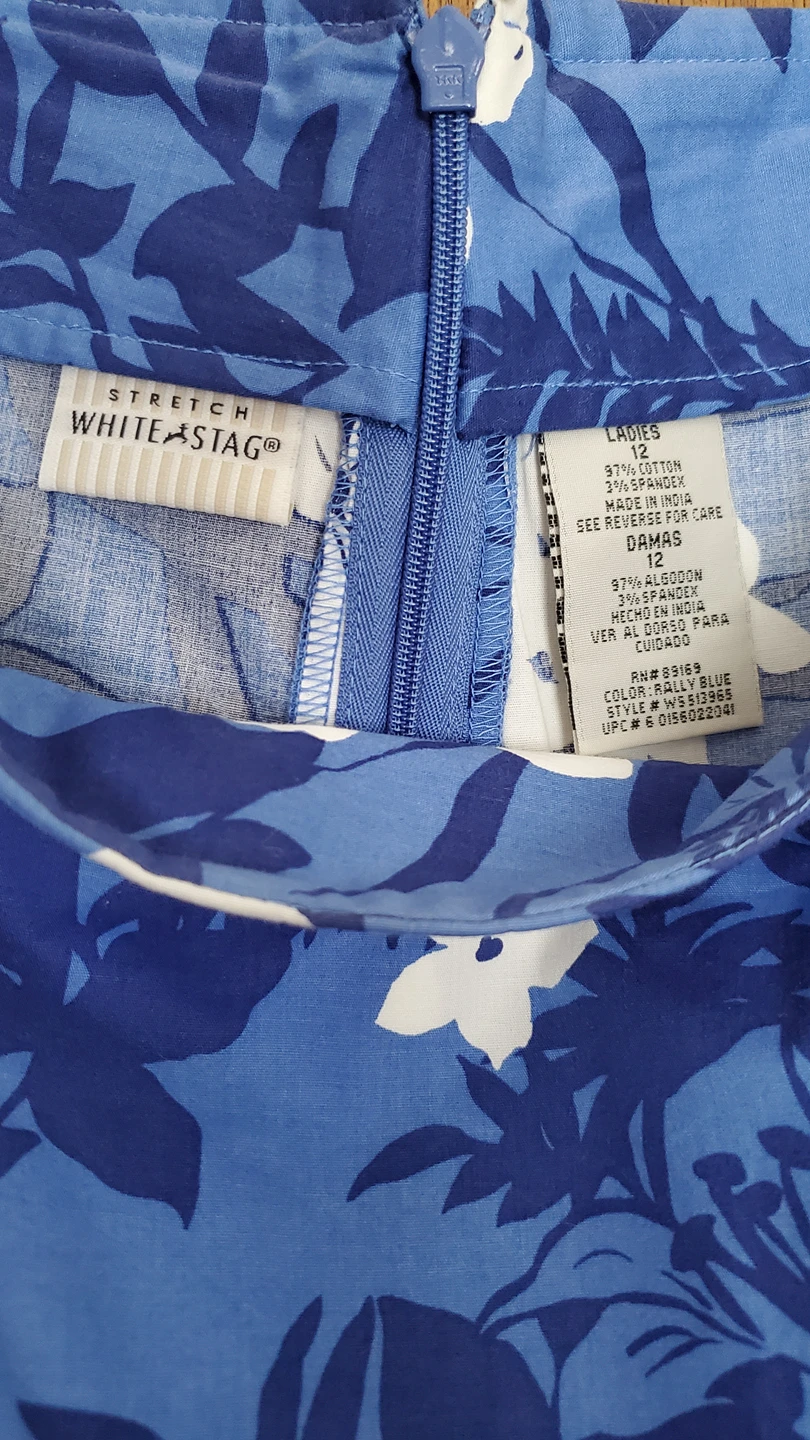 STRETCH
WHITE STAG®
LADIES
12
97% COTTON
3% SPANDEX
MADE IN INDIA
SEE REVERSE FOR CARE
DAMAS
12
97% ALGODON
3% SPANDEX
HECHO EN INDIA
VER AL DORSO PARA
CUIDADO
RN# 89169
COLOR: RALLY BLUE
STYLE # WS513965
UPC# 6 0156022041